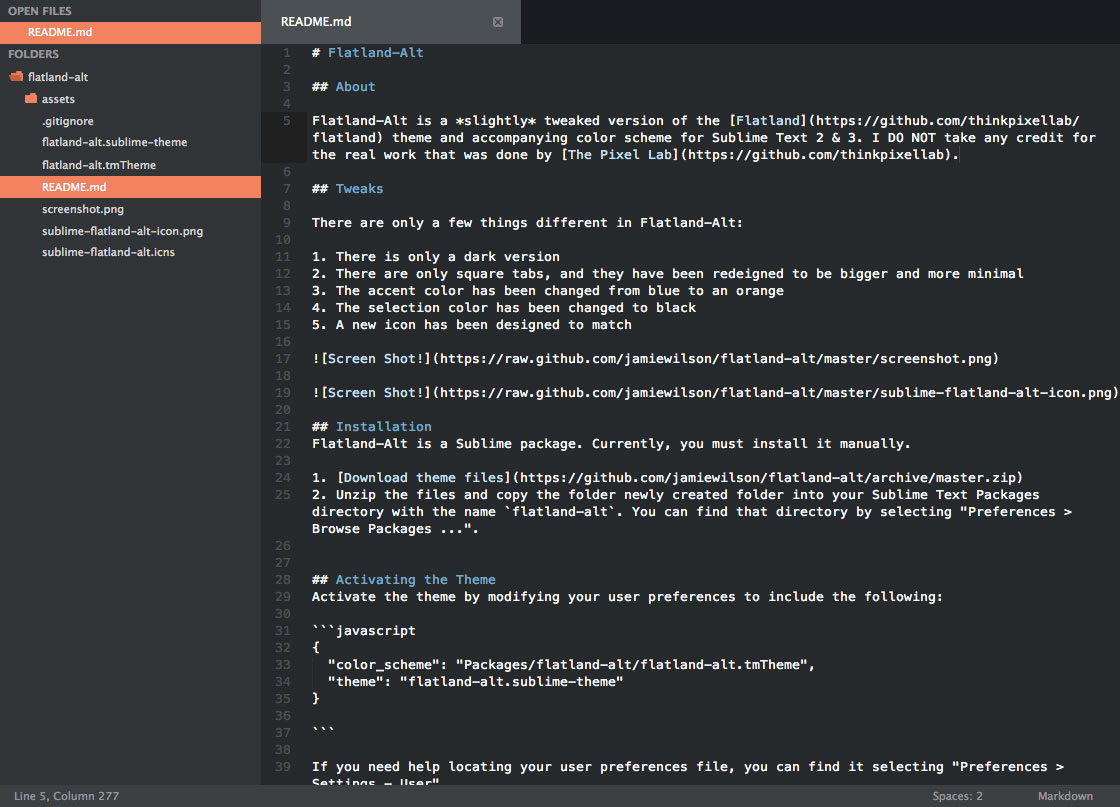 OPEN FILES
README.md
FOLDERS
flatland-alt
assets
.gitignore
flatland-alt.sublime-theme
flatland-alt.tmTheme
README.md
screenshot.png
sublime-flatland-alt-icon.png
sublime-flatland-alt.icns
README.md
1 # Flatland-Alt
2
3 ## About
4
5 Flatland-Alt is a *slightly* tweaked version of the [Flatland](https://github.com/thinkpixellab/
flatland) theme and accompanying color scheme for Sublime Text 2 & 3. I DO NOT take any credit for
the real work that was done by [The Pixel Lab](https://github.com/thinkpixellab).
6
7 ## Tweaks
8
9 There are only a few things different in Flatland-Alt:
10
11 1. There is only a dark version
12 2. There are only square tabs, and they have been redeigned to be bigger and more minimal
13 3. The accent color has been changed from blue to an orange
14 4. The selection color has been changed to black
15 5. A new icon has been designed to match
16
17 ![Screen Shot!](https://raw.github.com/jamiewilson/flatland-alt/master/screenshot.png)
18
19 ![Screen Shot!](https://raw.github.com/jamiewilson/flatland-alt/master/sublime-flatland-alt-icon.png)
20
21 ## Installation
22 Flatland-Alt is a Sublime package. Currently, you must install it manually.
23
24 1. [Download theme files](https://github.com/jamiewilson/flatland-alt/archive/master.zip)
25 2. Unzip the files and copy the folder newly created folder into your Sublime Text Packages
directory with the name `flatland-alt`. You can find that directory by selecting "Preferences >
Browse Packages ...".
26
27
28 ## Activating the Theme
29 Activate the theme by modifying your user preferences to include the following:
30
31 ```javascript
32 {
33 "color_scheme": "Packages/flatland-alt/flatland-alt.tmTheme",
34 "theme": "flatland-alt.sublime-theme"
35 }
36
37 ```
38
39 If you need help locating your user preferences file, you can find it selecting "Preferences >
Settings - User"
Line 5, Column 277
Spaces: 2
Markdown